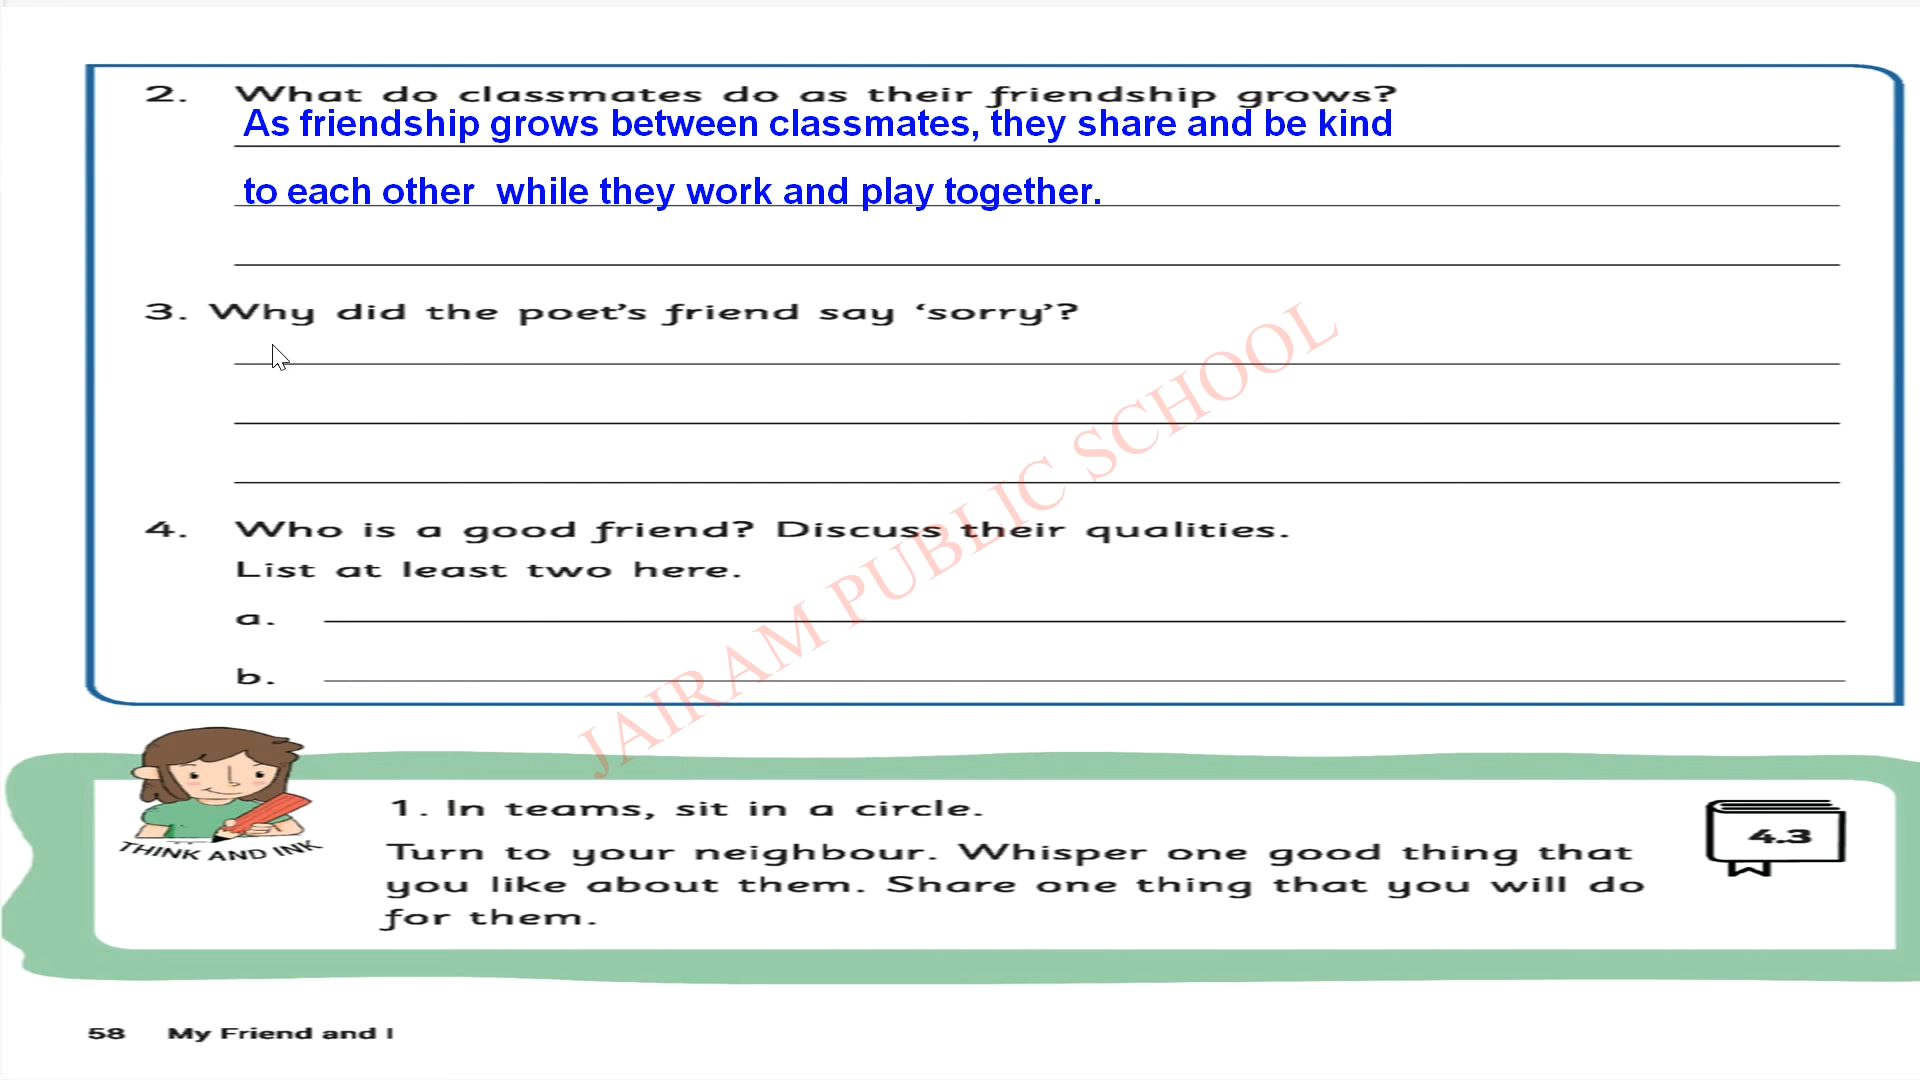 2. What do classmates do as their friendship grows?
As friendship grows between classmates, they share and be kind
to each other while they work and play together.
3. Why did the poet's friend say ‘sorry’?
4. Who is a good friend? Discuss their qualities.
List at least two here.
a.
b.
JAIRAM PUBLIC SCHOOL
THINK AND INK
1. In teams, sit in a circle.
4.3
Turn to your neighbour. Whisper one good thing that
you like about them. Share one thing that you will do
for them.
58 My Friend and I